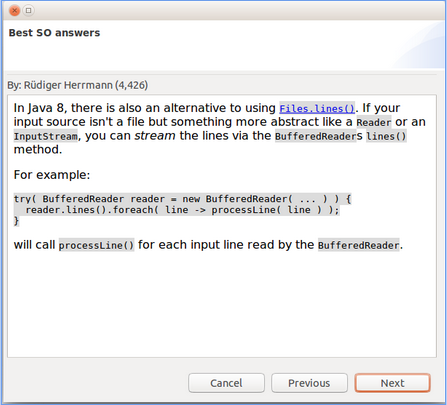 Best SO answers
By: Rüdiger Herrmann (4,426)
In Java 8, there is also an alternative to using Files.lines(). If your
input source isn't a file but something more abstract like a Reader or an
InputStream, you can stream the lines via the BufferedReaders lines()
method.
For example:
try( BufferedReader reader = new BufferedReader( ... ) ) {
  reader.lines().foreach( line -> processLine( line ) );
}
will call processLine() for each input line read by the BufferedReader.
Cancel
Previous
Next